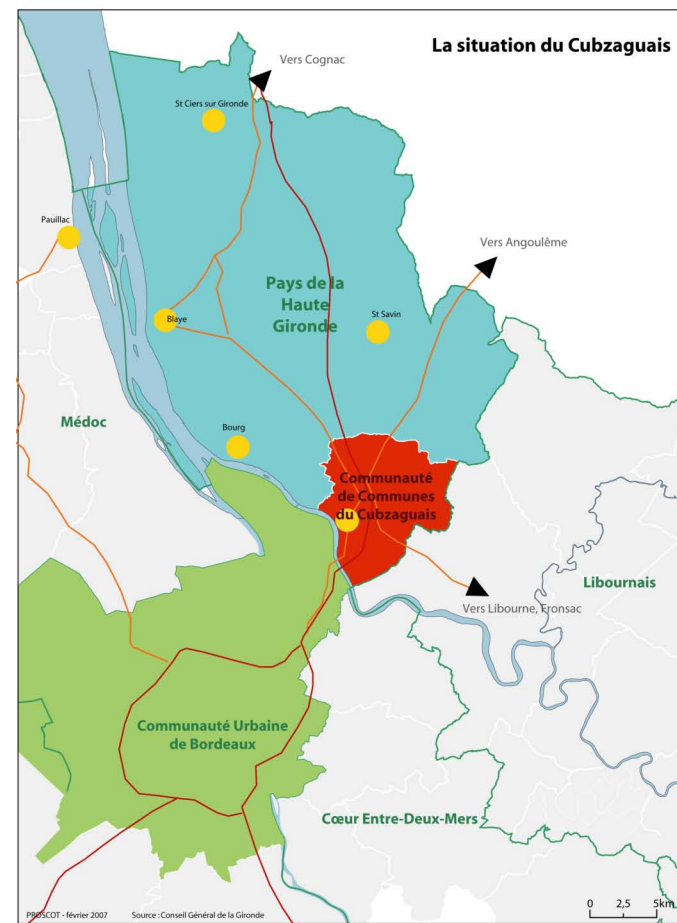 La situation du Cubzaguais
Vers Cognac
St Ciers sur Gironde
Pauillac
Vers Angoulême
Pays de la
Haute
Gironde
Blaye
St Savin
Médoc
Bourg
Communauté
de Communes
du Cubzaguais
Libournais
Vers Libourne, Fronsac
Communauté Urbaine
de Bordeaux
Cœur Entre-Deux-Mers
PROSCOT - février 2007 Source : Conseil Général de la Gironde
0 2,5 5km